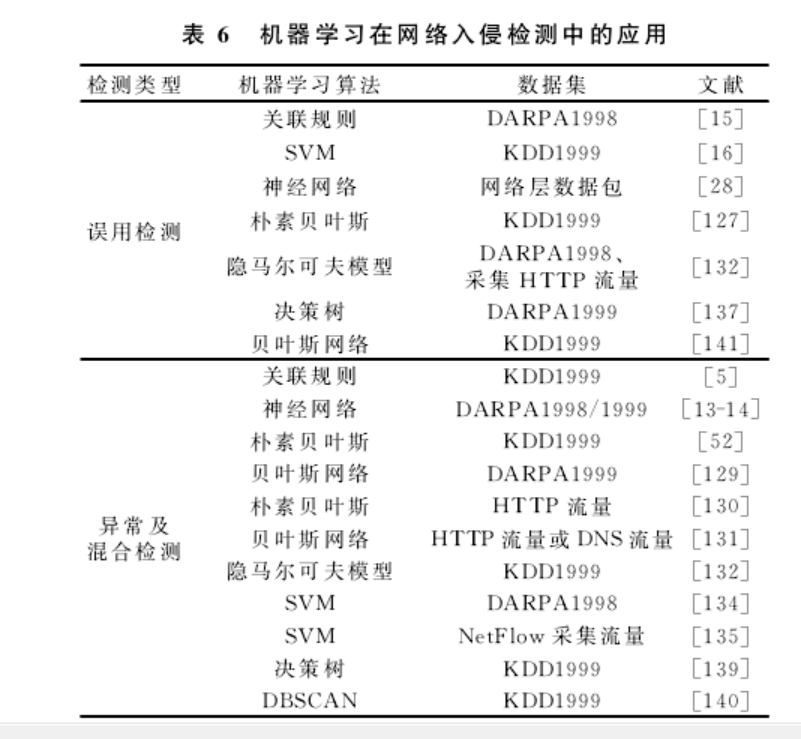 表 6 机器学习在网络入侵检测中的应用
检测类型 机器学习算法 数据集 文献
关联规则 DARPA1998 [15]
SVM KDD1999 [16]
神经网络 网络层数据包 [28]
朴素贝叶斯 KDD1999 [127]
误用检测
隐马尔可夫模型 DARPA1998、 [132]
采集 HTTP 流量
决策树 DARPA1999 [137]
贝叶斯网络 KDD1999 [141]
关联规则 KDD1999 [5]
神经网络 DARPA1998/1999 [13-14]
朴素贝叶斯 KDD1999 [52]
贝叶斯网络 DARPA1999 [129]
朴素贝叶斯 HTTP 流量 [130]
异常及
贝叶斯网络 HTTP 流量或 DNS 流量 [131]
混合检测
隐马尔可夫模型 KDD1999 [132]
SVM DARPA1998 [134]
SVM NetFlow 采集流量 [135]
决策树 KDD1999 [139]
DBSCAN KDD1999 [140]